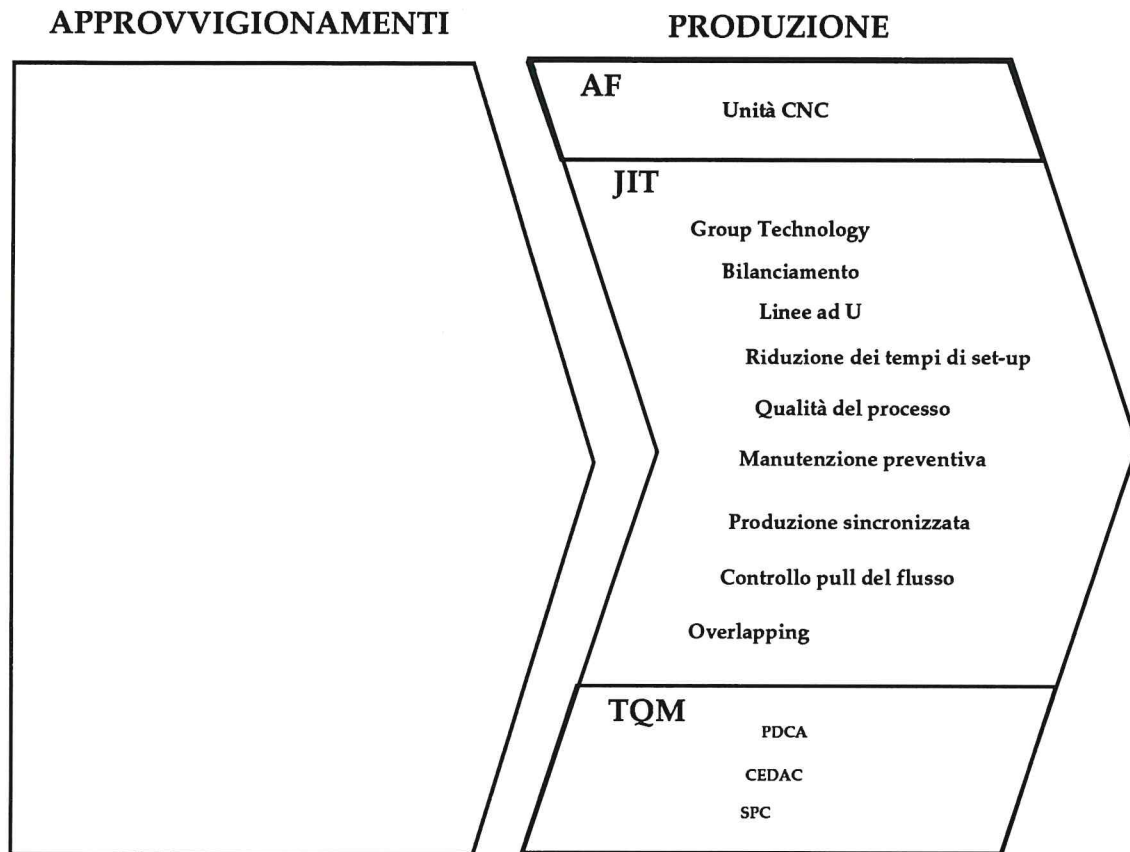 APPROVVIGIONAMENTI
PRODUZIONE
AF
Unità CNC
JIT
Group Technology
Bilanciamento
Linee ad U
Riduzione dei tempi di set-up
Qualità del processo
Manutenzione preventiva
Produzione sincronizzata
Controllo pull del flusso
Overlapping
TQM
PDCA
CEDAC
SPC